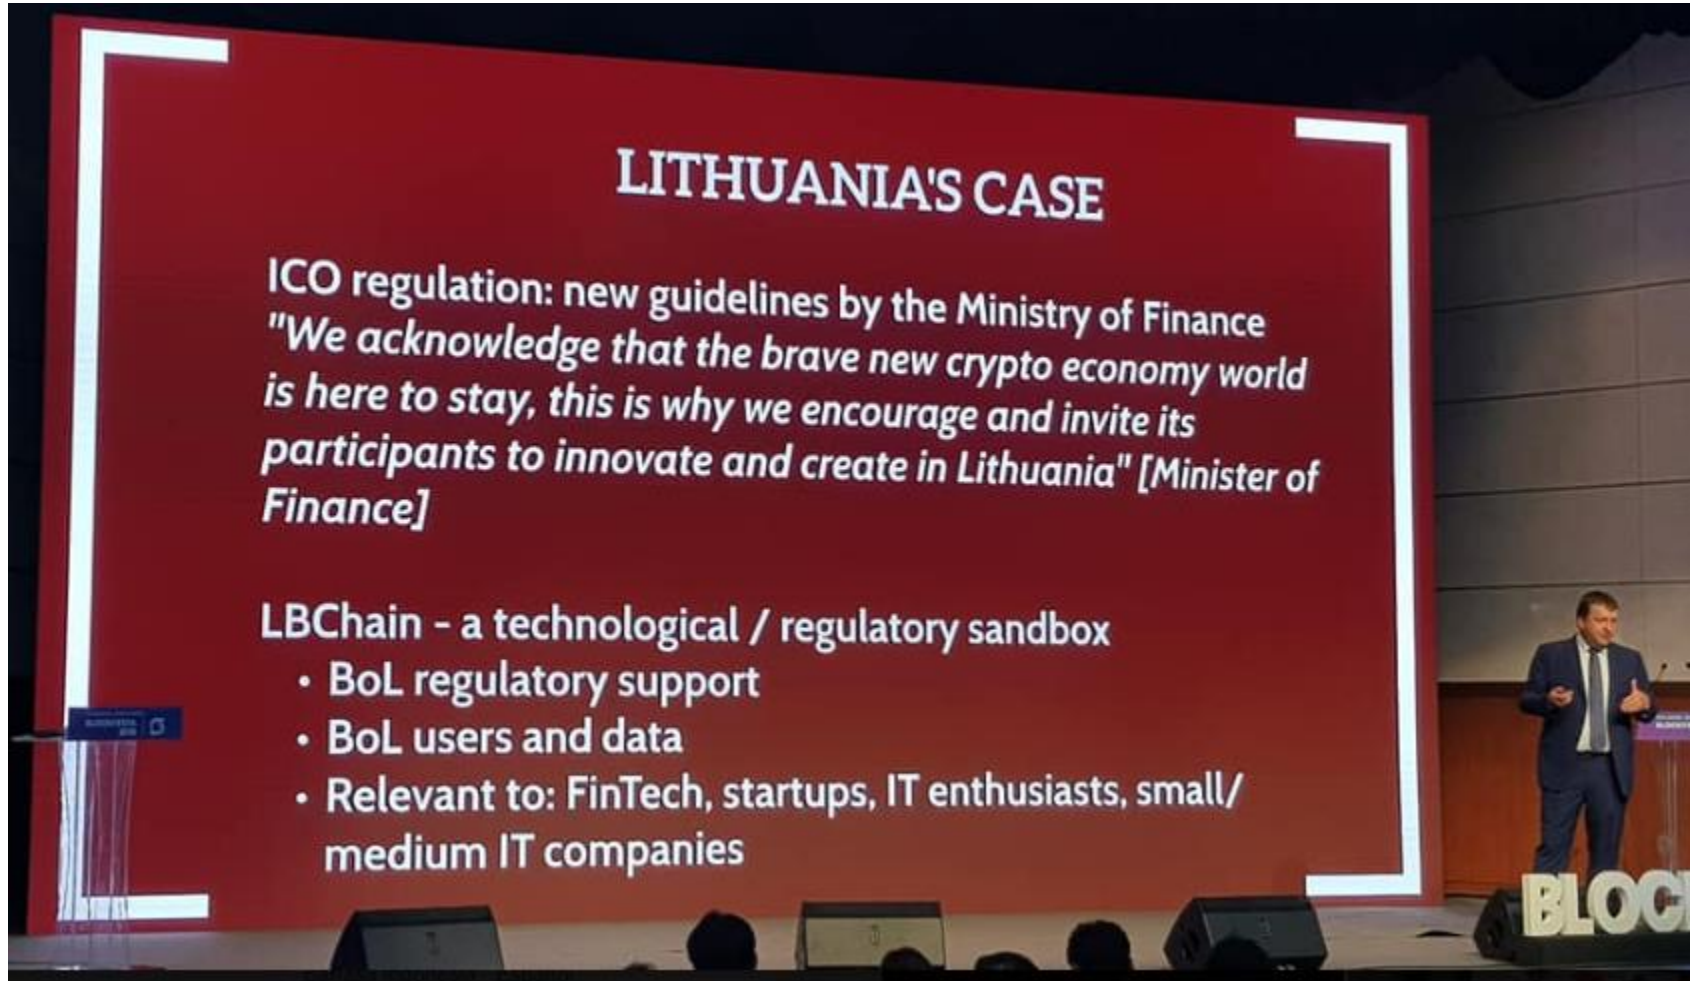 LITHUANIA'S CASE
ICO regulation: new guidelines by the Ministry of Finance
"We acknowledge that the brave new crypto economy world
is here to stay, this is why we encourage and invite its
participants to innovate and create in Lithuania" [Minister of
Finance]
LBChain - a technological / regulatory sandbox
• BoL regulatory support
• BoL users and data
• Relevant to: FinTech, startups, IT enthusiasts, small/
medium IT companies
BLOC